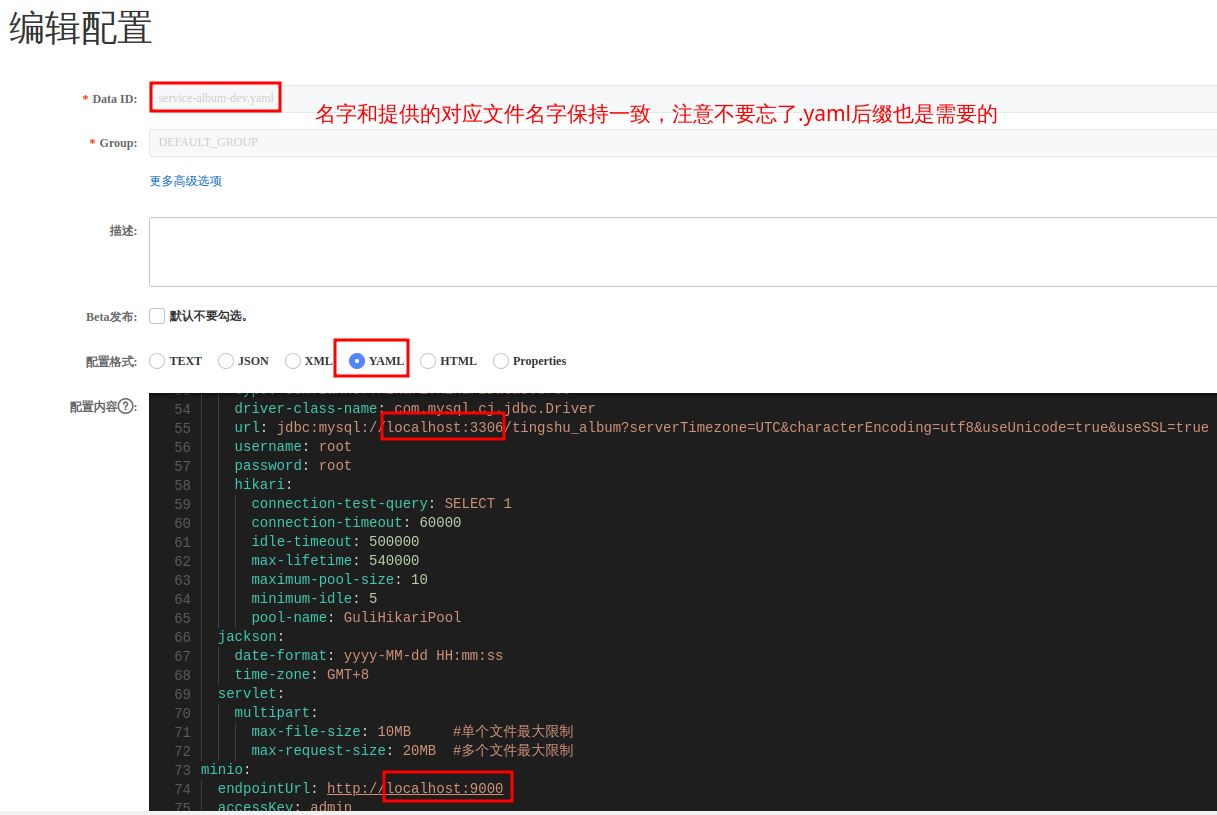 编辑配置
* Data ID: service-album-dev.yaml
名字和提供的对应文件名字保持一致，注意不要忘了.yaml后缀也是需要的
* Group: DEFAULT_GROUP
更多高级选项
描述:
Beta发布: 默认不要勾选。
配置格式: TEXT JSON XML YAML HTML Properties
配置内容?:
54 driver-class-name: com.mysql.cj.jdbc.Driver
55 url: jdbc:mysql://localhost:3306/tingshu_album?serverTimezone=UTC&characterEncoding=utf8&useUnicode=true&useSSL=true
56 username: root
57 password: root
58 hikari:
59 connection-test-query: SELECT 1
60 connection-timeout: 60000
61 idle-timeout: 500000
62 max-lifetime: 540000
63 maximum-pool-size: 10
64 minimum-idle: 5
65 pool-name: GuliHikariPool
66 jackson:
67 date-format: yyyy-MM-dd HH:mm:ss
68 time-zone: GMT+8
69 servlet:
70 multipart:
71 max-file-size: 10MB #单个文件最大限制
72 max-request-size: 20MB #多个文件最大限制
73 minio:
74 endpointUrl: http://localhost:9000
75 accessKey: admin